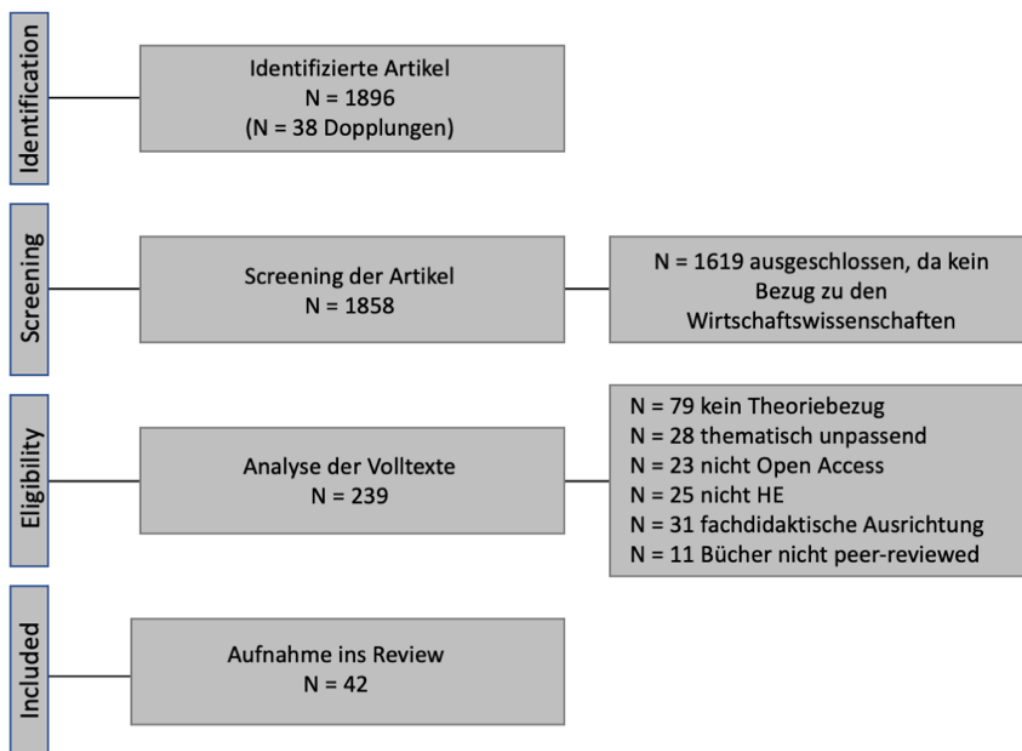 Identification
Identifizierte Artikel
N = 1896
(N = 38 Dopplungen)
Screening
Screening der Artikel
N = 1858
N = 1619 ausgeschlossen, da kein
Bezug zu den
Wirtschaftswissenschaften
Eligibility
Analyse der Volltexte
N = 239
N = 79 kein Theoriebezug
N = 28 thematisch unpassend
N = 23 nicht Open Access
N = 25 nicht HE
N = 31 fachdidaktische Ausrichtung
N = 11 Bücher nicht peer-reviewed
Included
Aufnahme ins Review
N = 42